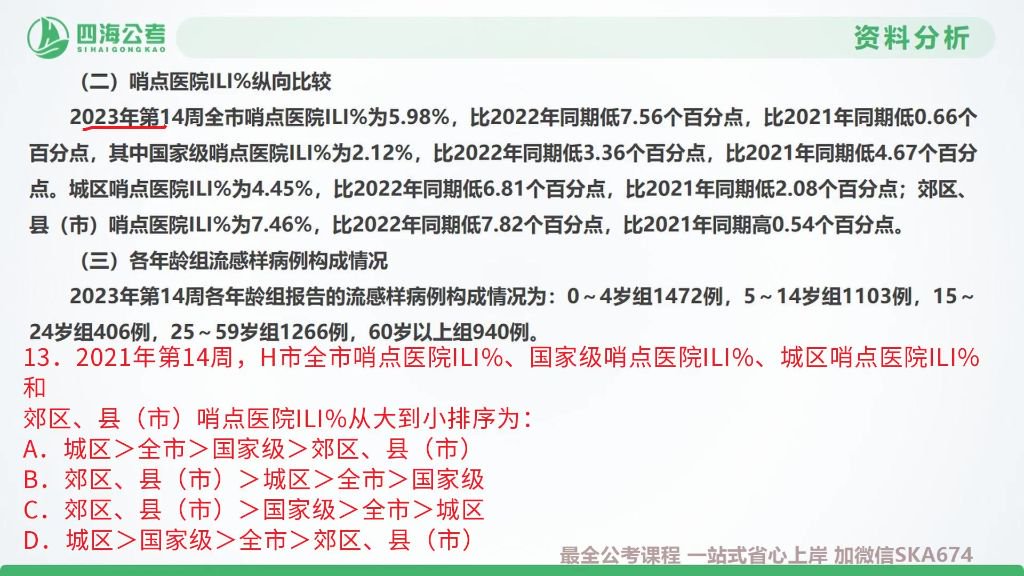 四海公考
SIHAIGONGKAO
资料分析
（二）哨点医院ILI%纵向比较
2023年第14周全市哨点医院ILI%为5.98%，比2022年同期低7.56个百分点，比2021年同期低0.66个
百分点，其中国家级哨点医院ILI%为2.12%，比2022年同期低3.36个百分点，比2021年同期低4.67个百分
点。城区哨点医院ILI%为4.45%，比2022年同期低6.81个百分点，比2021年同期低2.08个百分点；郊区、
县（市）哨点医院ILI%为7.46%，比2022年同期低7.82个百分点，比2021年同期高0.54个百分点。
（三）各年龄组流感样病例构成情况
2023年第14周各年龄组报告的流感样病例构成情况为：0～4岁组1472例，5～14岁组1103例，15～
24岁组406例，25～59岁组1266例，60岁以上组940例。
13．2021年第14周，H市全市哨点医院ILI%、国家级哨点医院ILI%、城区哨点医院ILI%
和
郊区、县（市）哨点医院ILI%从大到小排序为：
A．城区＞全市＞国家级＞郊区、县（市）
B．郊区、县（市）＞城区＞全市＞国家级
C．郊区、县（市）＞国家级＞全市＞城区
D．城区＞国家级＞全市＞郊区、县（市）
最全公考课程 一站式省心上岸 加微信SKA674